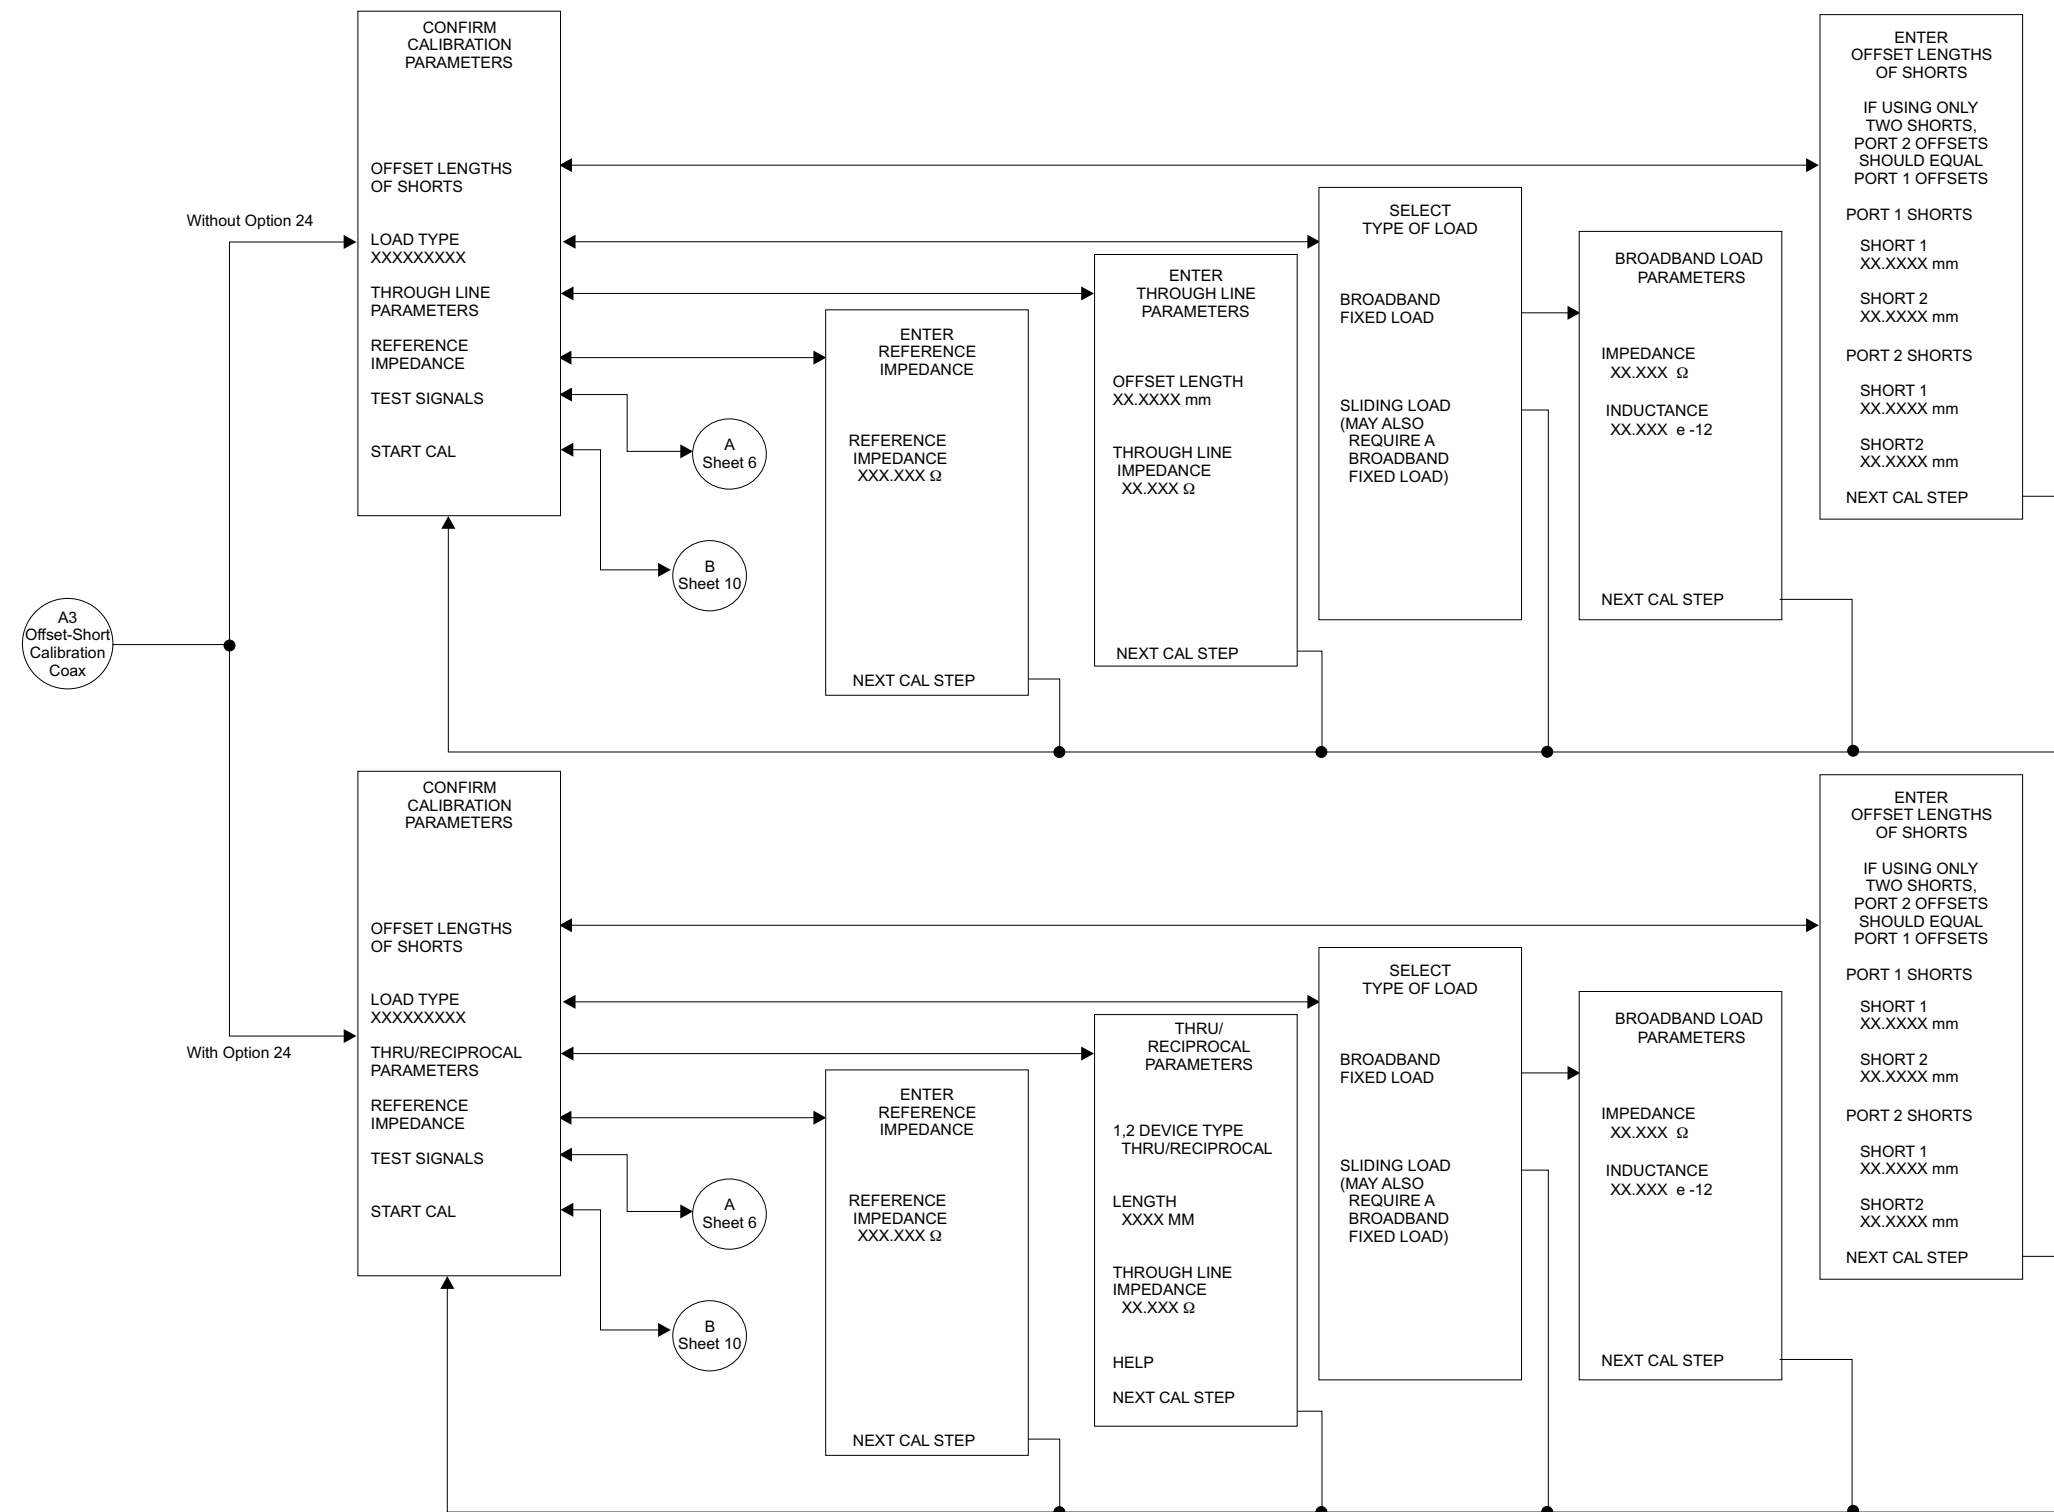 A3
Offset-Short
Calibration
Coax
Without Option 24
With Option 24
CONFIRM
CALIBRATION
PARAMETERS
OFFSET LENGTHS
OF SHORTS
LOAD TYPE
XXXXXXXXX
THROUGH LINE
PARAMETERS
REFERENCE
IMPEDANCE
TEST SIGNALS
START CAL
A
Sheet 6
B
Sheet 10
ENTER
REFERENCE
IMPEDANCE
REFERENCE
IMPEDANCE
XXX.XXX Ω
NEXT CAL STEP
ENTER
THROUGH LINE
PARAMETERS
OFFSET LENGTH
XX.XXXX mm
THROUGH LINE
IMPEDANCE
XX.XXX Ω
NEXT CAL STEP
SELECT
TYPE OF LOAD
BROADBAND
FIXED LOAD
SLIDING LOAD
(MAY ALSO
REQUIRE A
BROADBAND
FIXED LOAD)
BROADBAND LOAD
PARAMETERS
IMPEDANCE
XX.XXX Ω
INDUCTANCE
XX.XXX e -12
NEXT CAL STEP
ENTER
OFFSET LENGTHS
OF SHORTS
IF USING ONLY
TWO SHORTS,
PORT 2 OFFSETS
SHOULD EQUAL
PORT 1 OFFSETS
PORT 1 SHORTS
SHORT 1
XX.XXXX mm
SHORT 2
XX.XXXX mm
PORT 2 SHORTS
SHORT 1
XX.XXXX mm
SHORT2
XX.XXXX mm
NEXT CAL STEP
CONFIRM
CALIBRATION
PARAMETERS
OFFSET LENGTHS
OF SHORTS
LOAD TYPE
XXXXXXXXX
THRU/RECIPROCAL
PARAMETERS
REFERENCE
IMPEDANCE
TEST SIGNALS
START CAL
A
Sheet 6
B
Sheet 10
ENTER
REFERENCE
IMPEDANCE
REFERENCE
IMPEDANCE
XXX.XXX Ω
NEXT CAL STEP
THRU/
RECIPROCAL
PARAMETERS
1,2 DEVICE TYPE
THRU/RECIPROCAL
LENGTH
XXXX MM
THROUGH LINE
IMPEDANCE
XX.XXX Ω
HELP
NEXT CAL STEP
SELECT
TYPE OF LOAD
BROADBAND
FIXED LOAD
SLIDING LOAD
(MAY ALSO
REQUIRE A
BROADBAND
FIXED LOAD)
BROADBAND LOAD
PARAMETERS
IMPEDANCE
XX.XXX Ω
INDUCTANCE
XX.XXX e -12
NEXT CAL STEP
ENTER
OFFSET LENGTHS
OF SHORTS
IF USING ONLY
TWO SHORTS,
PORT 2 OFFSETS
SHOULD EQUAL
PORT 1 OFFSETS
PORT 1 SHORTS
SHORT 1
XX.XXXX mm
SHORT 2
XX.XXXX mm
PORT 2 SHORTS
SHORT 1
XX.XXXX mm
SHORT2
XX.XXXX mm
NEXT CAL STEP